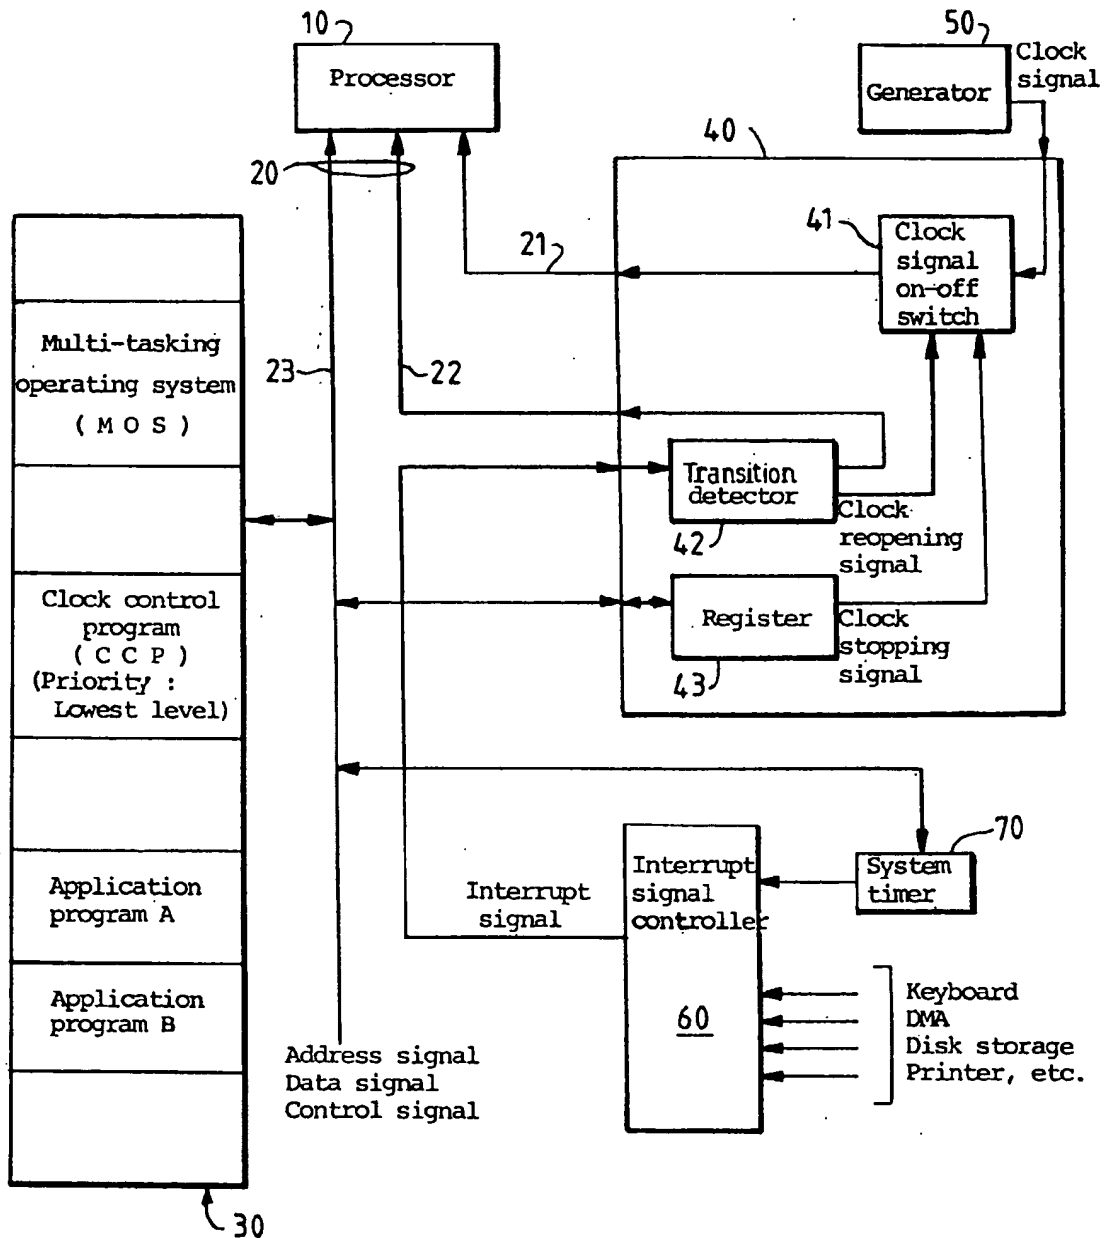 10
Processor
50
Clock
signal
Generator
40
20
41
Clock
signal
on-off
switch
21
Multi-tasking
operating system
( M O S )
23
22
Transition
detector
42
Clock
reopening
signal
Clock control
program
( C C P )
(Priority :
Lowest level)
Register
43
Clock
stopping
signal
70
System
timer
Interrupt
signal
controller
60
Interrupt
signal
Application
program A
Application
program B
Keyboard
DMA
Disk storage
Printer, etc.
Address signal
Data signal
Control signal
30